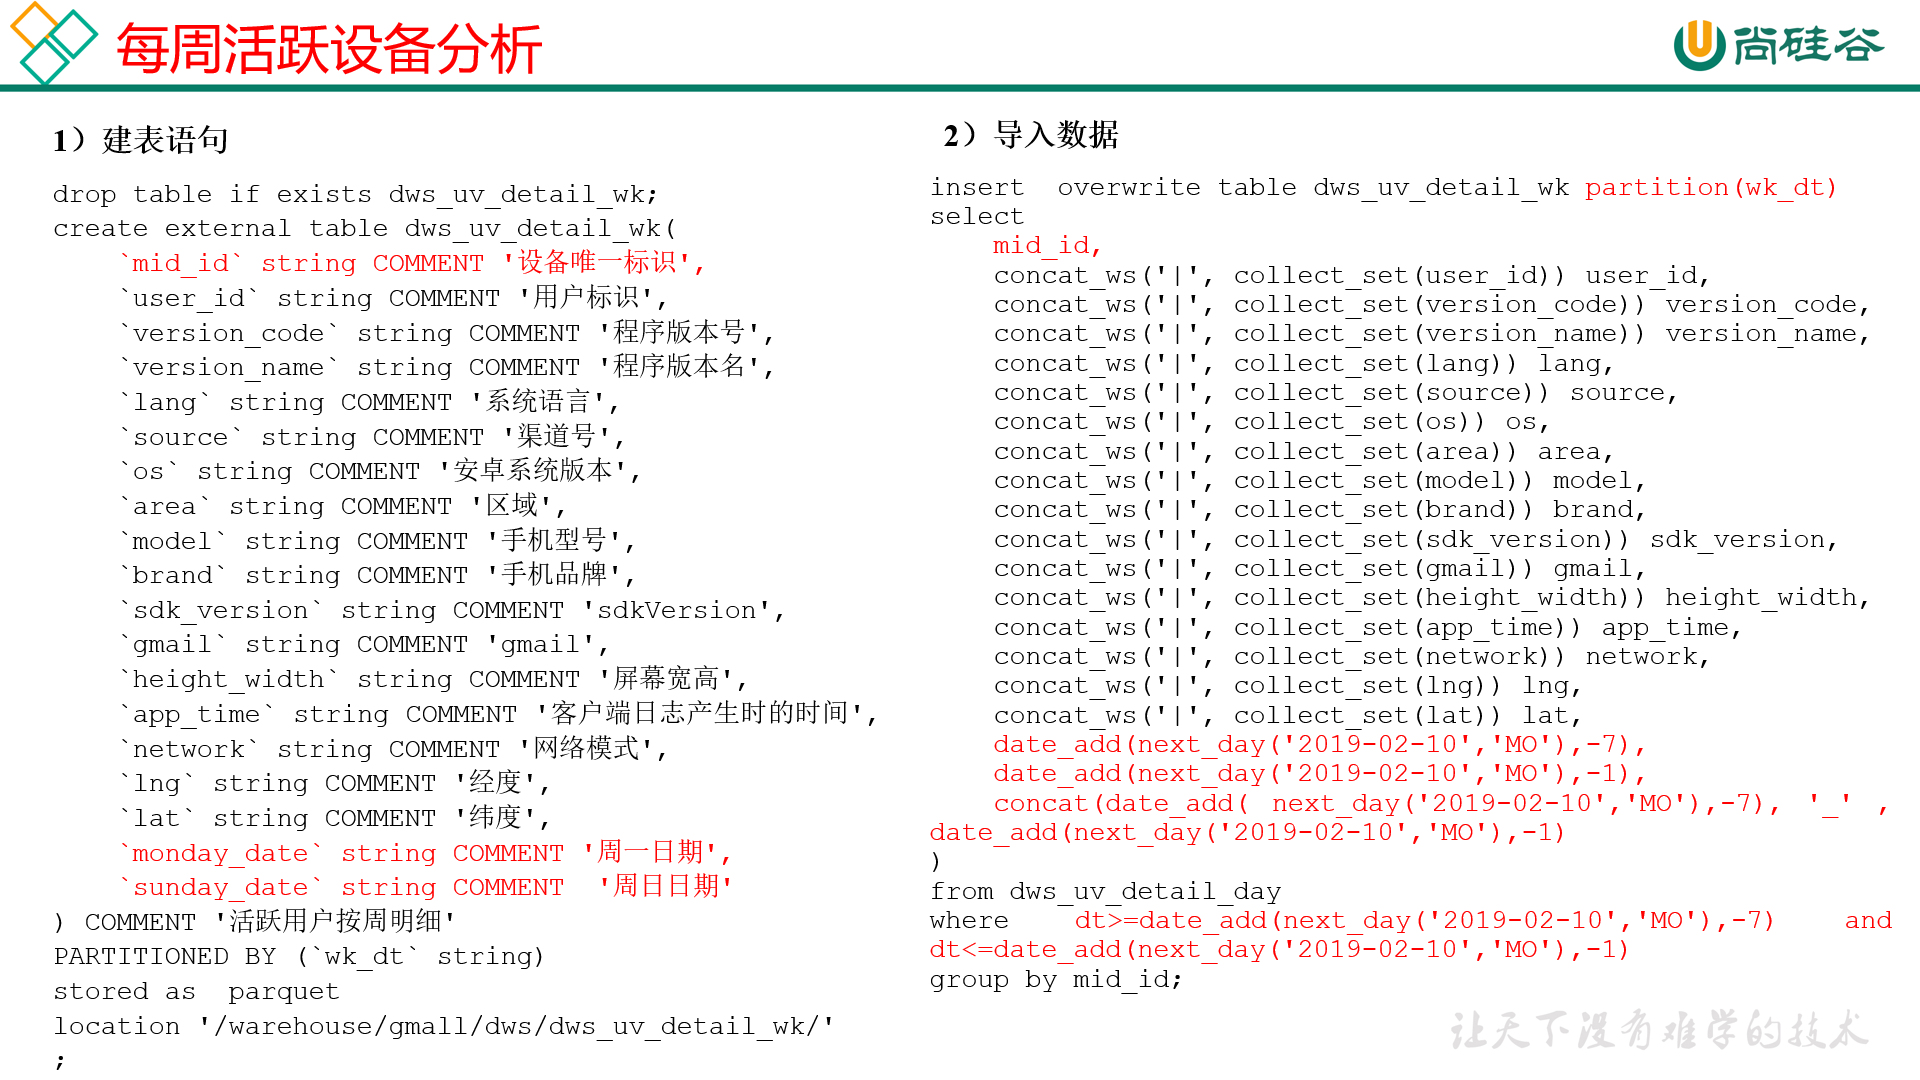 每周活跃设备分析
尚硅谷
1）建表语句
drop table if exists dws_uv_detail_wk;
create external table dws_uv_detail_wk(
`mid_id` string COMMENT '设备唯一标识',
`user_id` string COMMENT '用户标识',
`version_code` string COMMENT '程序版本号',
`version_name` string COMMENT '程序版本名',
`lang` string COMMENT '系统语言',
`source` string COMMENT '渠道号',
`os` string COMMENT '安卓系统版本',
`area` string COMMENT '区域',
`model` string COMMENT '手机型号',
`brand` string COMMENT '手机品牌',
`sdk_version` string COMMENT 'sdkVersion',
`gmail` string COMMENT 'gmail',
`height_width` string COMMENT '屏幕宽高',
`app_time` string COMMENT '客户端日志产生时的时间',
`network` string COMMENT '网络模式',
`lng` string COMMENT '经度',
`lat` string COMMENT '纬度',
`monday_date` string COMMENT '周一日期',
`sunday_date` string COMMENT  '周日日期'
) COMMENT '活跃用户按周明细'
PARTITIONED BY (`wk_dt` string)
stored as  parquet
location '/warehouse/gmall/dws/dws_uv_detail_wk/'
;
2）导入数据
insert  overwrite table dws_uv_detail_wk partition(wk_dt)
select
mid_id,
concat_ws('|', collect_set(user_id)) user_id,
concat_ws('|', collect_set(version_code)) version_code,
concat_ws('|', collect_set(version_name)) version_name,
concat_ws('|', collect_set(lang)) lang,
concat_ws('|', collect_set(source)) source,
concat_ws('|', collect_set(os)) os,
concat_ws('|', collect_set(area)) area,
concat_ws('|', collect_set(model)) model,
concat_ws('|', collect_set(brand)) brand,
concat_ws('|', collect_set(sdk_version)) sdk_version,
concat_ws('|', collect_set(gmail)) gmail,
concat_ws('|', collect_set(height_width)) height_width,
concat_ws('|', collect_set(app_time)) app_time,
concat_ws('|', collect_set(network)) network,
concat_ws('|', collect_set(lng)) lng,
concat_ws('|', collect_set(lat)) lat,
date_add(next_day('2019-02-10','MO'),-7),
date_add(next_day('2019-02-10','MO'),-1),
concat(date_add( next_day('2019-02-10','MO'),-7), '_' ,
date_add(next_day('2019-02-10','MO'),-1)
)
from dws_uv_detail_day
where dt>=date_add(next_day('2019-02-10','MO'),-7) and
dt<=date_add(next_day('2019-02-10','MO'),-1)
group by mid_id;
让天下没有难学的技术